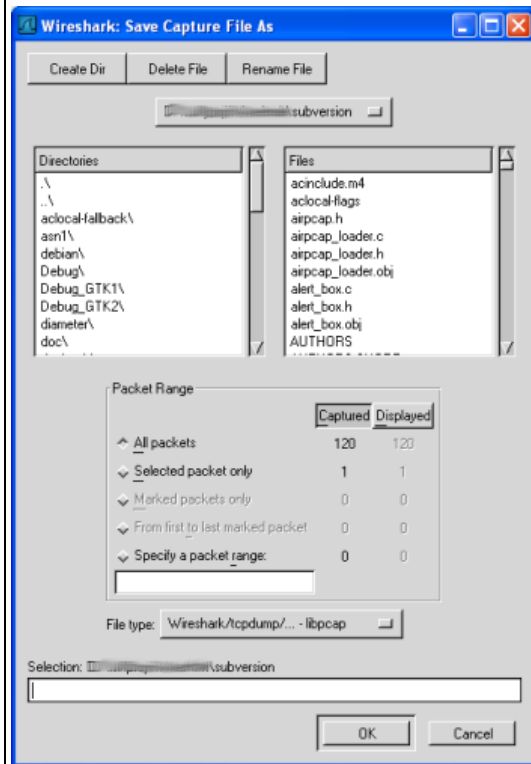 Wireshark: Save Capture File As
Create Dir Delete File Rename File
\subversion
Directories
.\
..\
aclocal-fallback\
asn1\
debian\
Debug\
Debug_GTK1\
Debug_GTK2\
diameter\
doc\
Files
acinclude.m4
aclocal-flags
airpcap.h
airpcap_loader.c
airpcap_loader.h
airpcap_loader.obj
alert_box.c
alert_box.h
alert_box.obj
AUTHORS
Packet Range
Captured Displayed
All packets 120 120
Selected packet only 1 1
Marked packets only 0 0
From first to last marked packet 0 0
Specify a packet range: 0 0
File type: Wireshark/tcpdump/... - libpcap
Selection: \subversion
OK Cancel